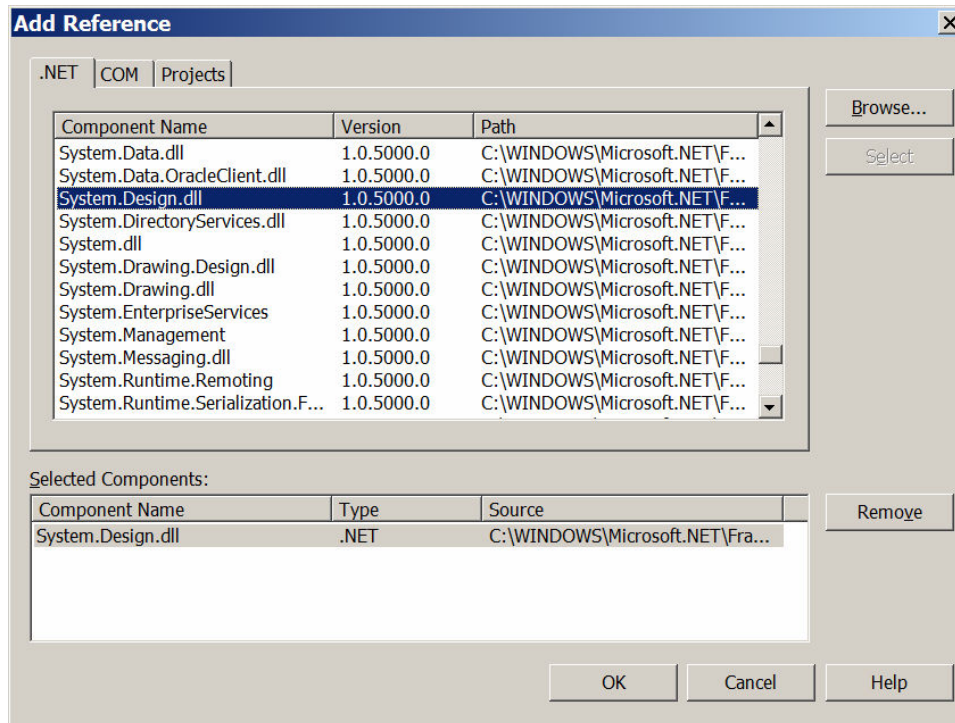 Add Reference
.NET COM Projects
Browse...
Component Name Version Path
Select
System.Data.dll 1.0.5000.0 C:\WINDOWS\Microsoft.NET\F...
System.Data.OracleClient.dll 1.0.5000.0 C:\WINDOWS\Microsoft.NET\F...
System.Design.dll 1.0.5000.0 C:\WINDOWS\Microsoft.NET\F...
System.DirectoryServices.dll 1.0.5000.0 C:\WINDOWS\Microsoft.NET\F...
System.dll 1.0.5000.0 C:\WINDOWS\Microsoft.NET\F...
System.Drawing.Design.dll 1.0.5000.0 C:\WINDOWS\Microsoft.NET\F...
System.Drawing.dll 1.0.5000.0 C:\WINDOWS\Microsoft.NET\F...
System.EnterpriseServices 1.0.5000.0 C:\WINDOWS\Microsoft.NET\F...
System.Management 1.0.5000.0 C:\WINDOWS\Microsoft.NET\F...
System.Messaging.dll 1.0.5000.0 C:\WINDOWS\Microsoft.NET\F...
System.Runtime.Remoting 1.0.5000.0 C:\WINDOWS\Microsoft.NET\F...
System.Runtime.Serialization.F... 1.0.5000.0 C:\WINDOWS\Microsoft.NET\F...
Selected Components:
Component Name Type Source
Remove
System.Design.dll .NET C:\WINDOWS\Microsoft.NET\Fra...
OK Cancel Help